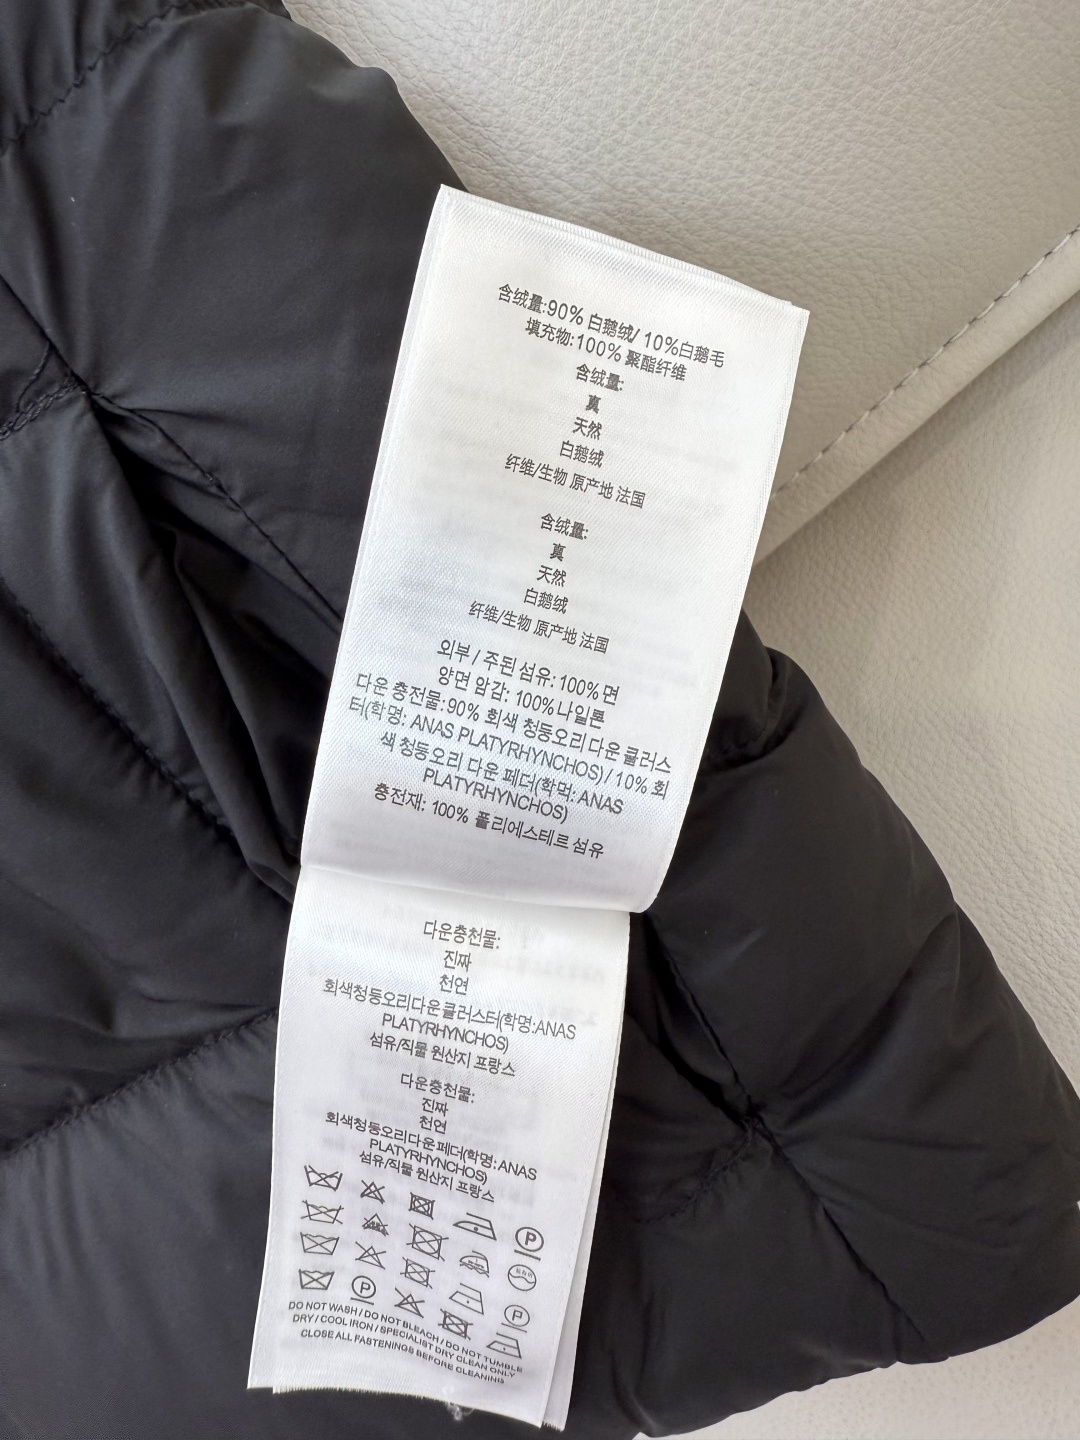 含绒量:90% 白鹅绒/ 10%白鹅毛
填充物:100% 聚酯纤维
含绒量:
真
天然
白鹅绒
纤维/生物 原产地 法国
含绒量:
真
天然
白鹅绒
纤维/生物 原产地 法国
외부 / 주된 섬유: 100% 면
양면 암감: 100%나일론
다운 충전물:90% 회색 청둥오리 다운 쿨러스
터(학명: ANAS PLATYRHYNCHOS) / 10% 회
색 청둥오리 다운 페더(학먹: ANAS
PLATYRHYNCHOS)
충전재: 100% 폴리에스테르 섬유
다운충천물:
진짜
천연
회색청둥오리다운쿨러스터(학명:ANAS
PLATYRHYNCHOS)
섬유/직물 원산지 프랑스
다운충천물:
진짜
천연
회색청둥오리다운페더(학명: ANAS
PLATYRHYNCHOS)
섬유/직물 원산지 프랑스
P
P
P
P
DO NOT WASH / DO NOT BLEACH / DO NOT TUMBLE
DRY / COOL IRON / SPECIALIST DRY CLEAN ONLY
CLOSE ALL FASTENINGS BEFORE CLEANING